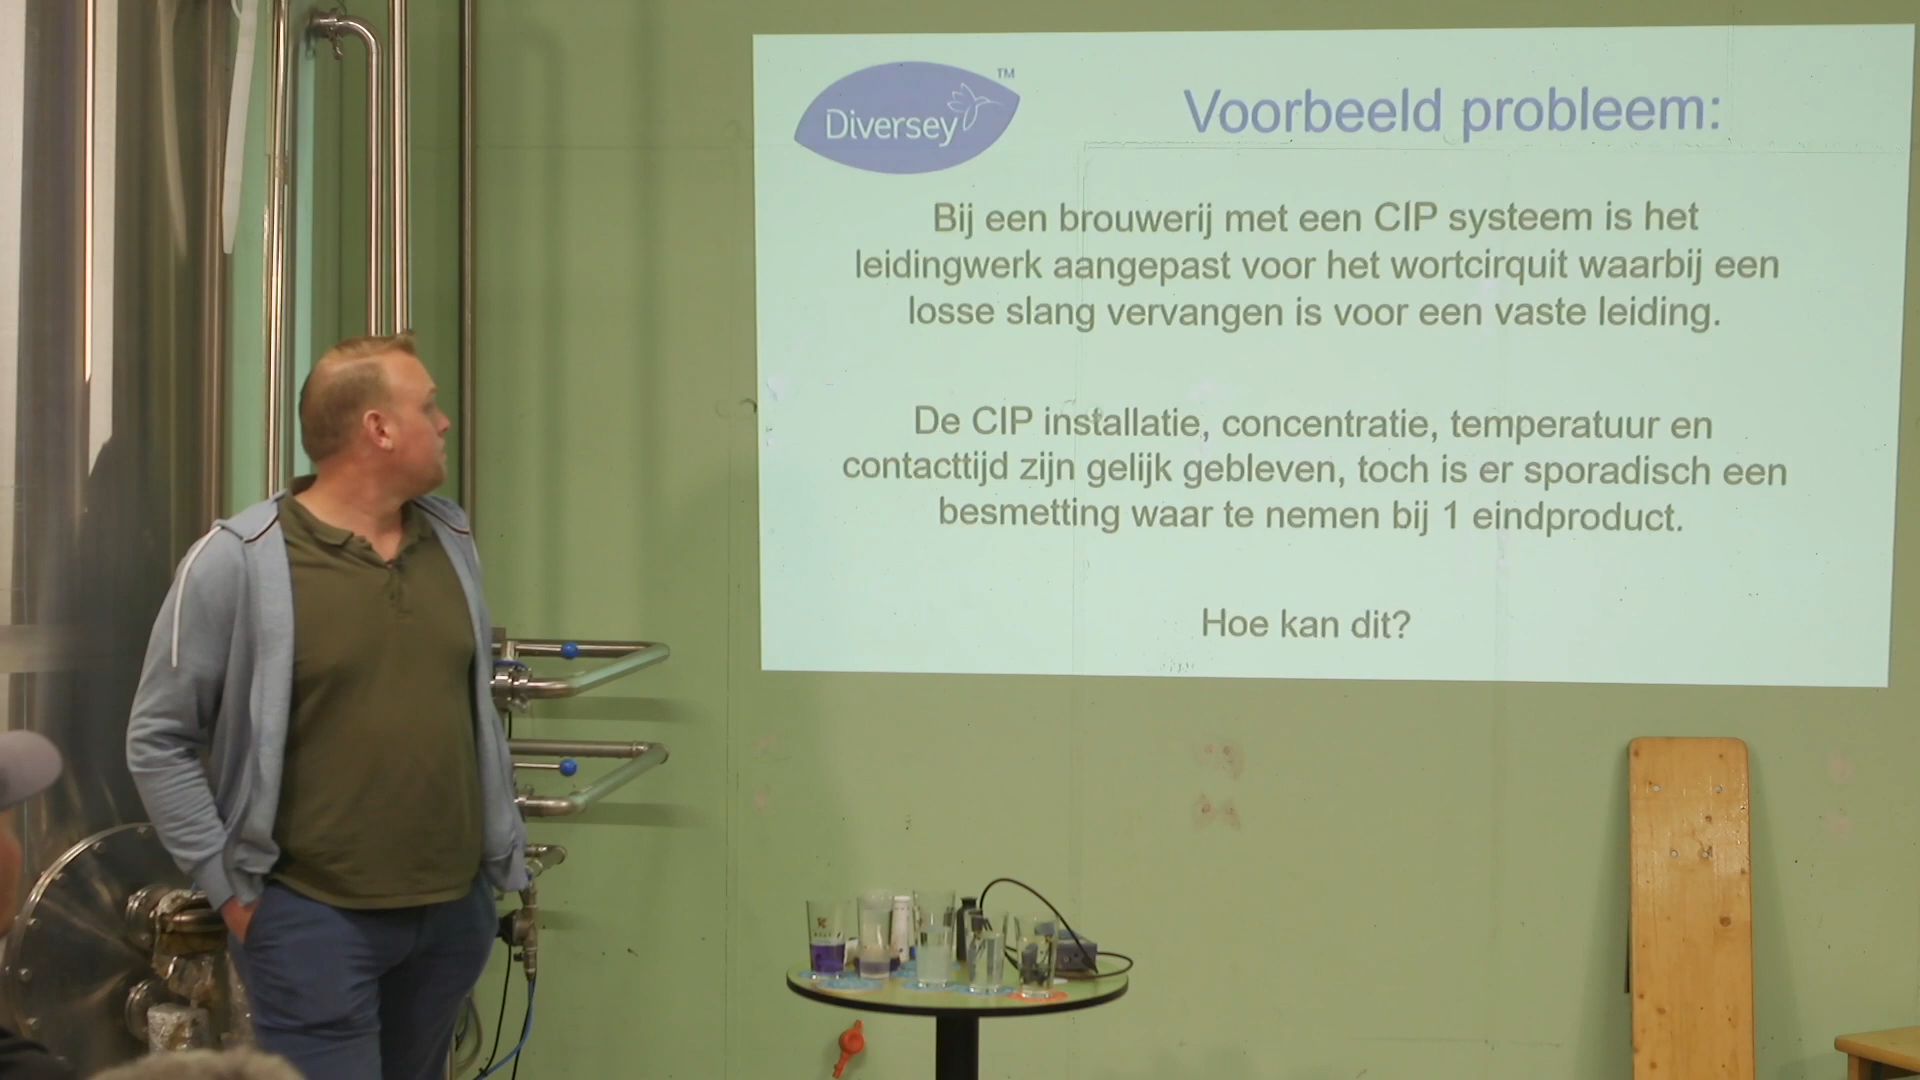 Diversey™
Voorbeeld probleem:
Bij een brouwerij met een CIP systeem is het
leidingwerk aangepast voor het wortcirquit waarbij een
losse slang vervangen is voor een vaste leiding.
De CIP installatie, concentratie, temperatuur en
contacttijd zijn gelijk gebleven, toch is er sporadisch een
besmetting waar te nemen bij 1 eindproduct.
Hoe kan dit?